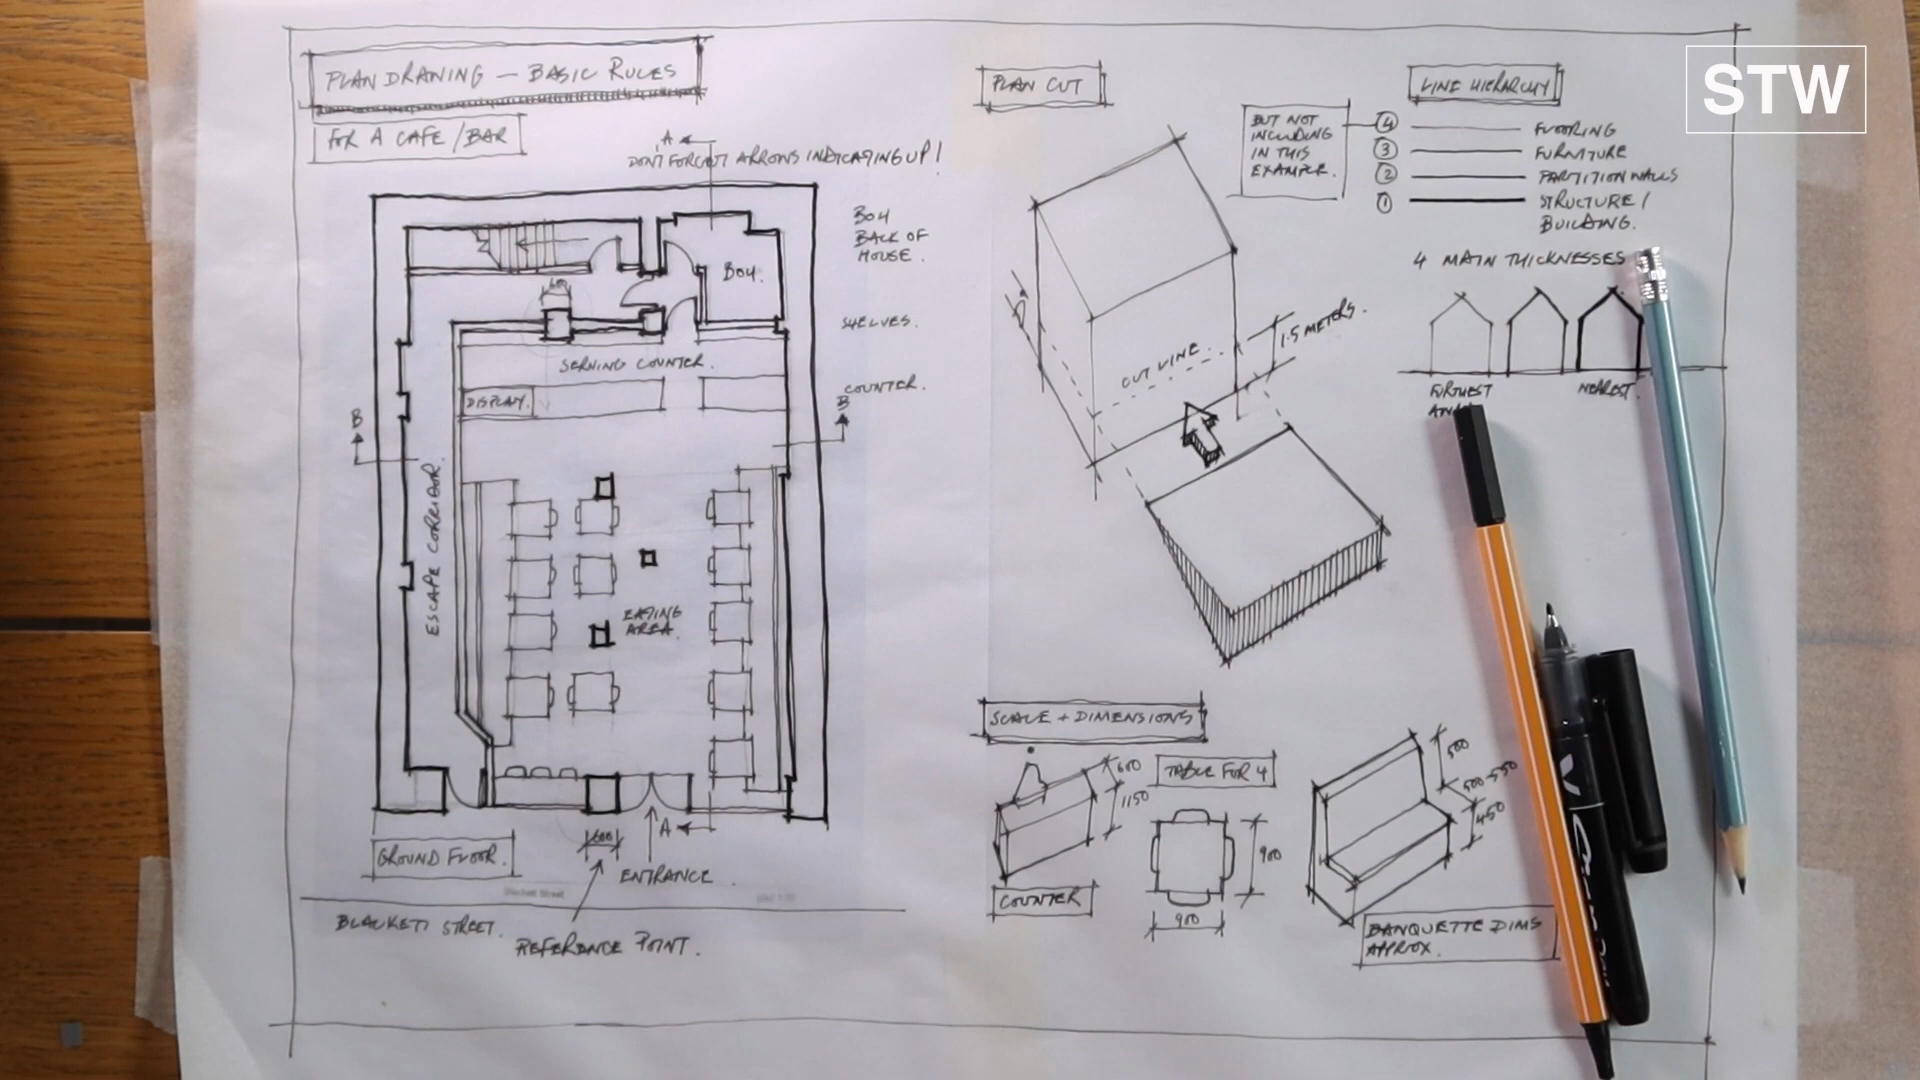 PLAN DRAWING — BASIC RULES
FOR A CAFE / BAR
A
DON'T FORGET ARROWS INDICATING UP!
BOH
BACK OF
HOUSE.
BOH.
600
SHELVES.
SERVING COUNTER.
DISPLAY.
COUNTER.
B
B
ESCAPE CORRIDOR.
EATING
AREA.
A
600
GROUND FLOOR.
ENTRANCE.
Blackett Street
BLACKETT STREET.
REFERENCE POINT.
PLAN CUT
CUT LINE.
1.5 METERS.
LINE HIERARCHY
BUT NOT
INCLUDING
IN THIS
EXAMPLE.
4 FLOORING
3 FURNITURE
2 PARTITION WALLS
1 STRUCTURE /
BUILDING.
4 MAIN THICKNESSES
FURTHEST
NEAREST.
SCALE + DIMENSIONS
600
1150
COUNTER
TABLE FOR 4
900
900
500
500-550
450
BANQUETTE DIMS
APPROX.
STW